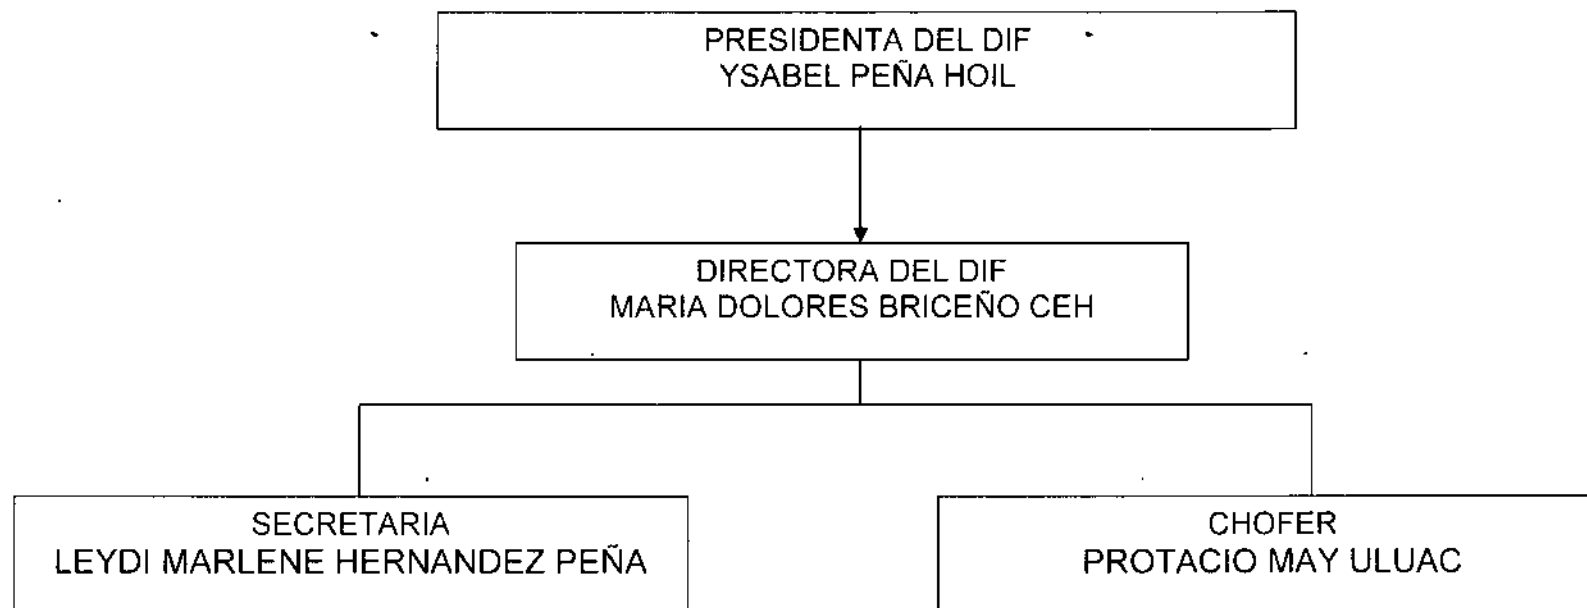 PRESIDENTA DEL DIF
YSABEL PEÑA HOIL
DIRECTORA DEL DIF
MARIA DOLORES BRICEÑO CEH
SECRETARIA
LEYDI MARLENE HERNANDEZ PEÑA
CHOFER
PROTACIO MAY ULUAC